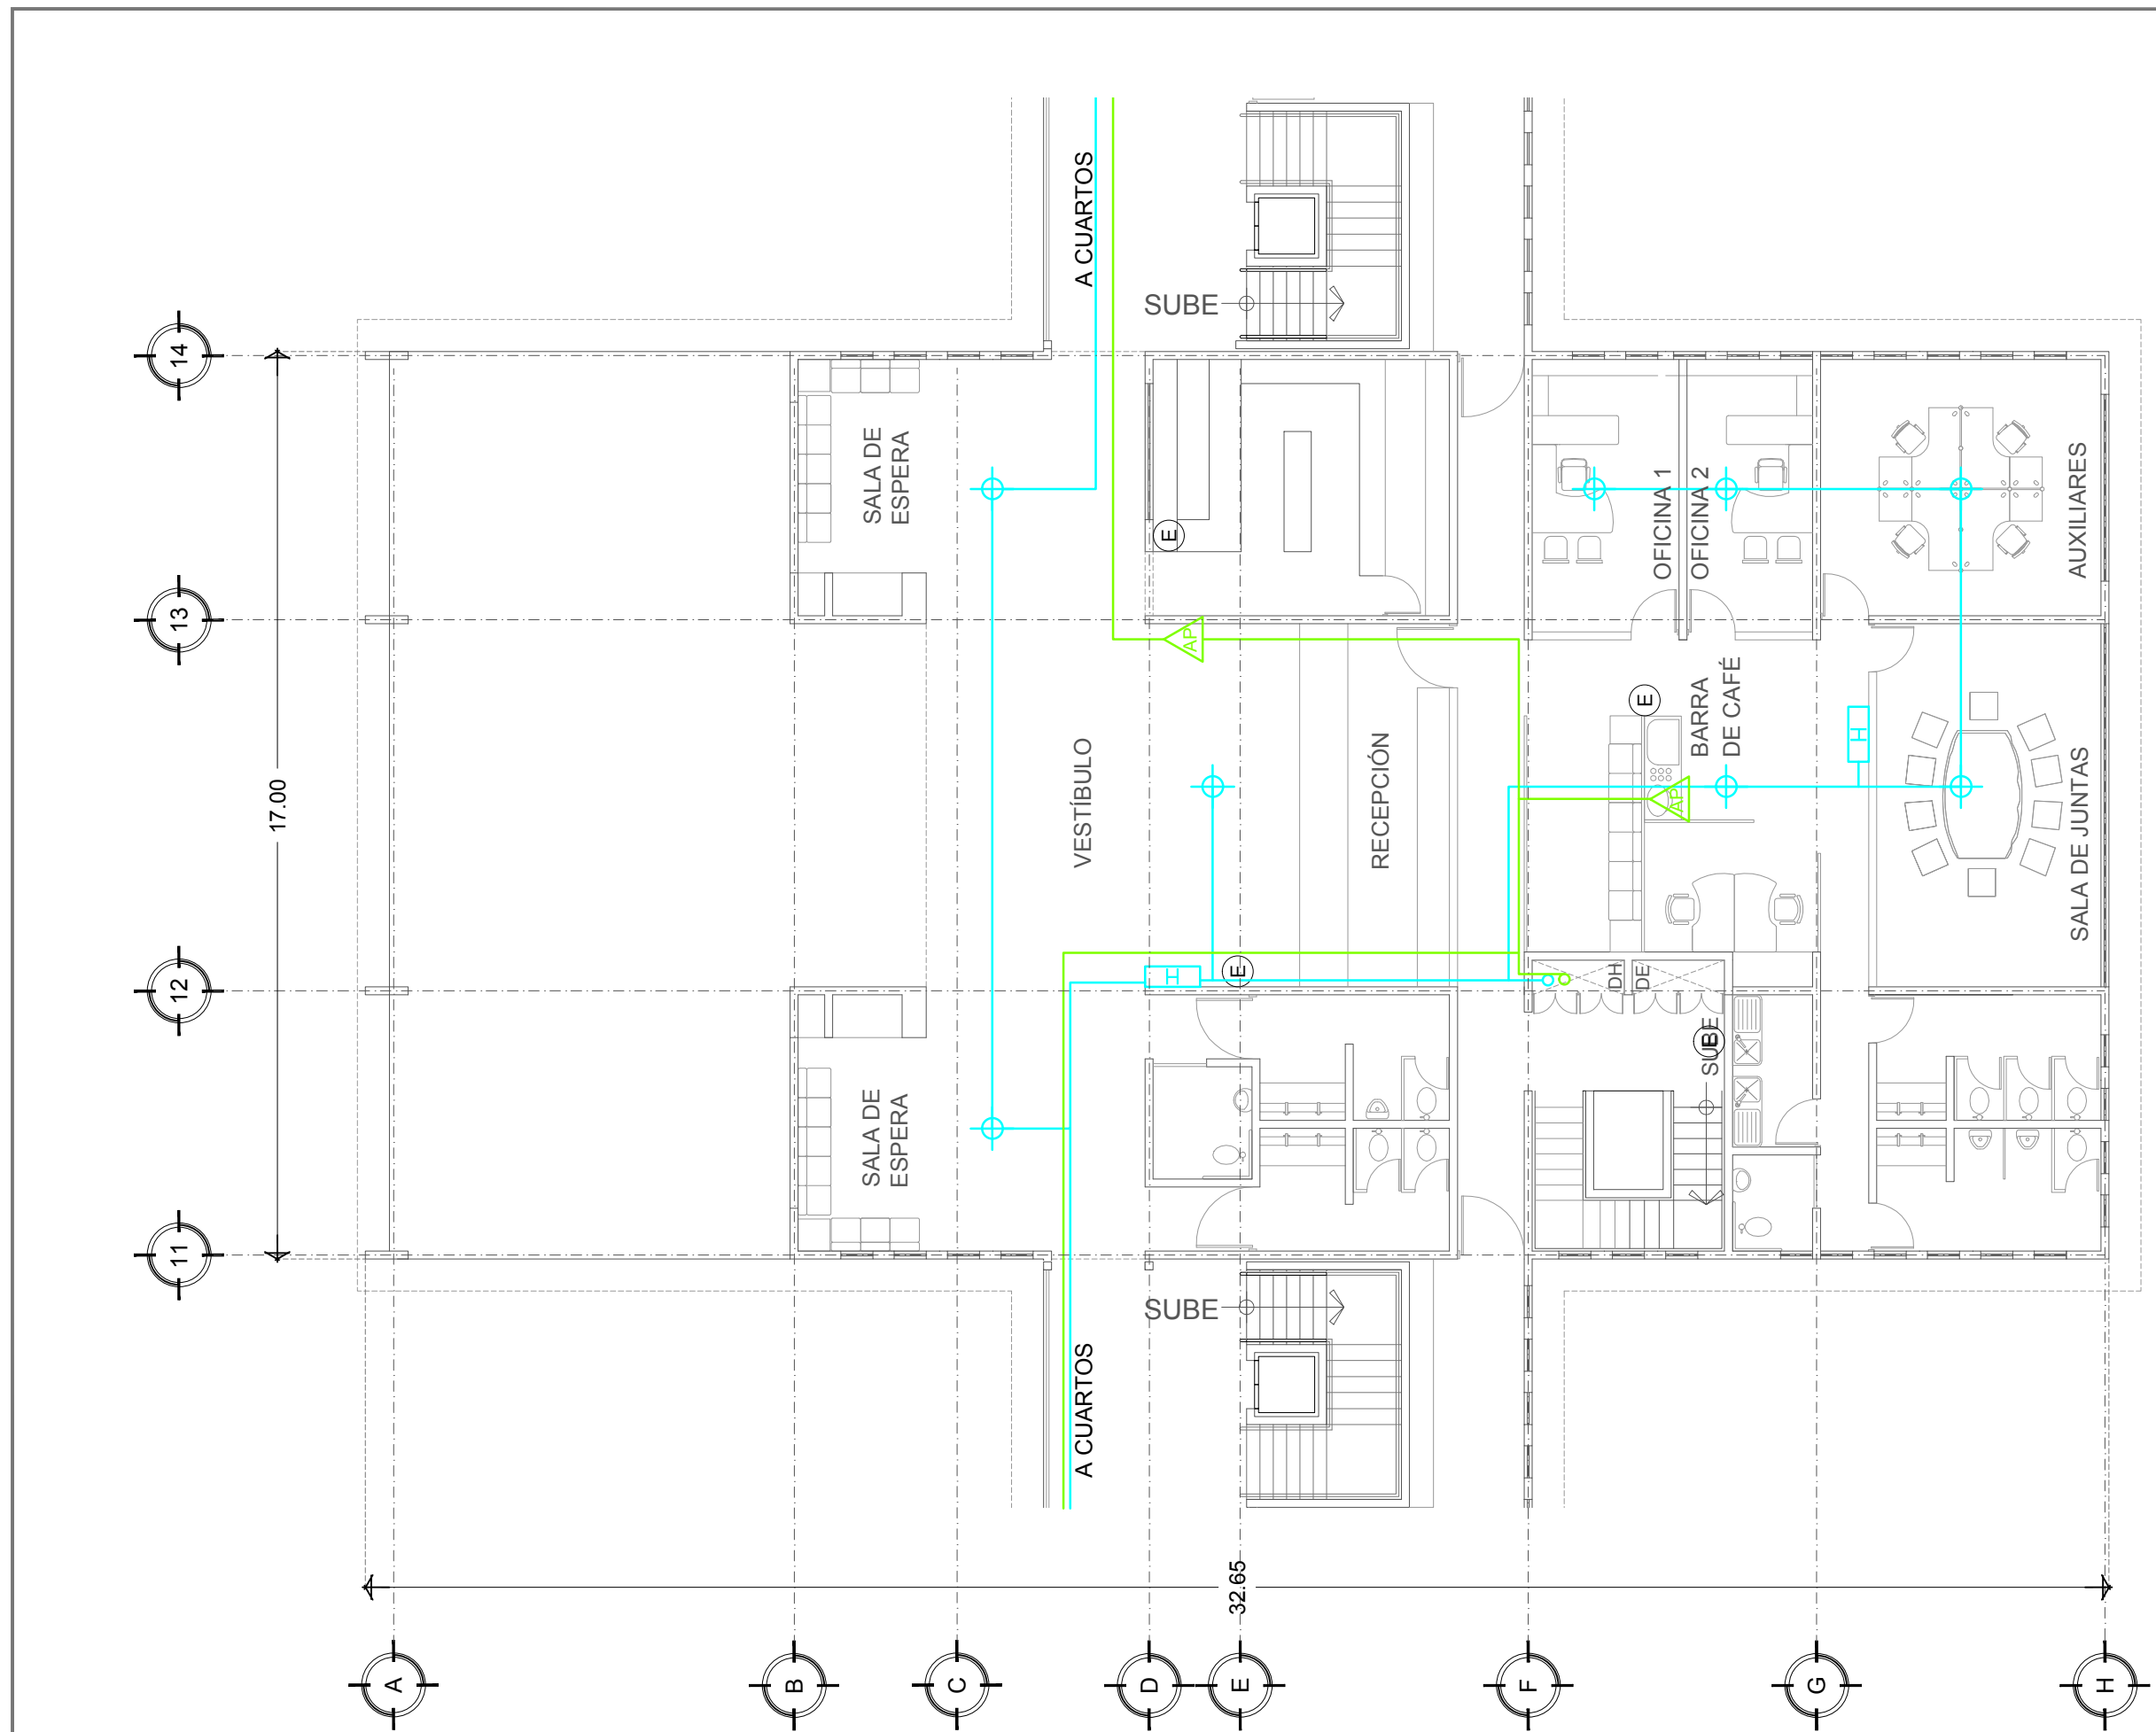 A CUARTOS
SUBE
14
SALA DE
ESPERA
E
OFICINA 1
OFICINA 2
AUXILIARES
13
AP
17.00
VESTÍBULO
RECEPCIÓN
E
BARRA
DE CAFÉ
H
AP
SALA DE JUNTAS
12
H
E
DH
DE
SUBE
E
SALA DE
ESPERA
11
SUBE
A CUARTOS
32.65
A
B
C
D
E
F
G
H